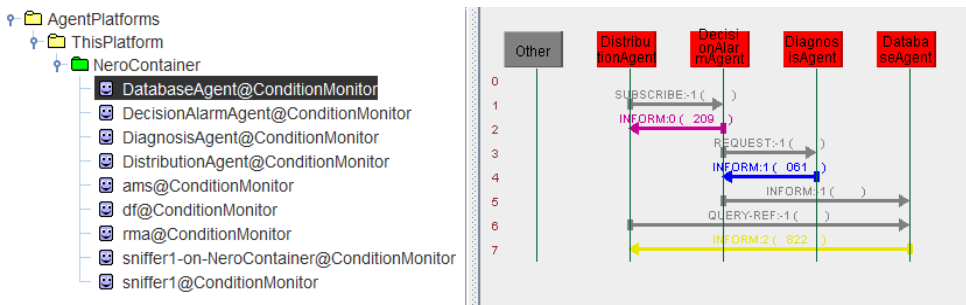 AgentPlatforms
ThisPlatform
NeroContainer
DatabaseAgent@ConditionMonitor
DecisionAlarmAgent@ConditionMonitor
DiagnosisAgent@ConditionMonitor
DistributionAgent@ConditionMonitor
ams@ConditionMonitor
df@ConditionMonitor
rma@ConditionMonitor
sniffer1-on-NeroContainer@ConditionMonitor
sniffer1@ConditionMonitor
Other
Distribu
tionAgent
Decisi
onAlar
mAgent
Diagnos
isAgent
Databa
seAgent
0
SUBSCRIBE:-1 ( )
1
INFORM:0 ( 209 )
2
REQUEST:-1 ( )
3
INFORM:1 ( 061 )
4
INFORM:-1 ( )
5
QUERY-REF:-1 ( )
6
INFORM:2 ( 822 )
7